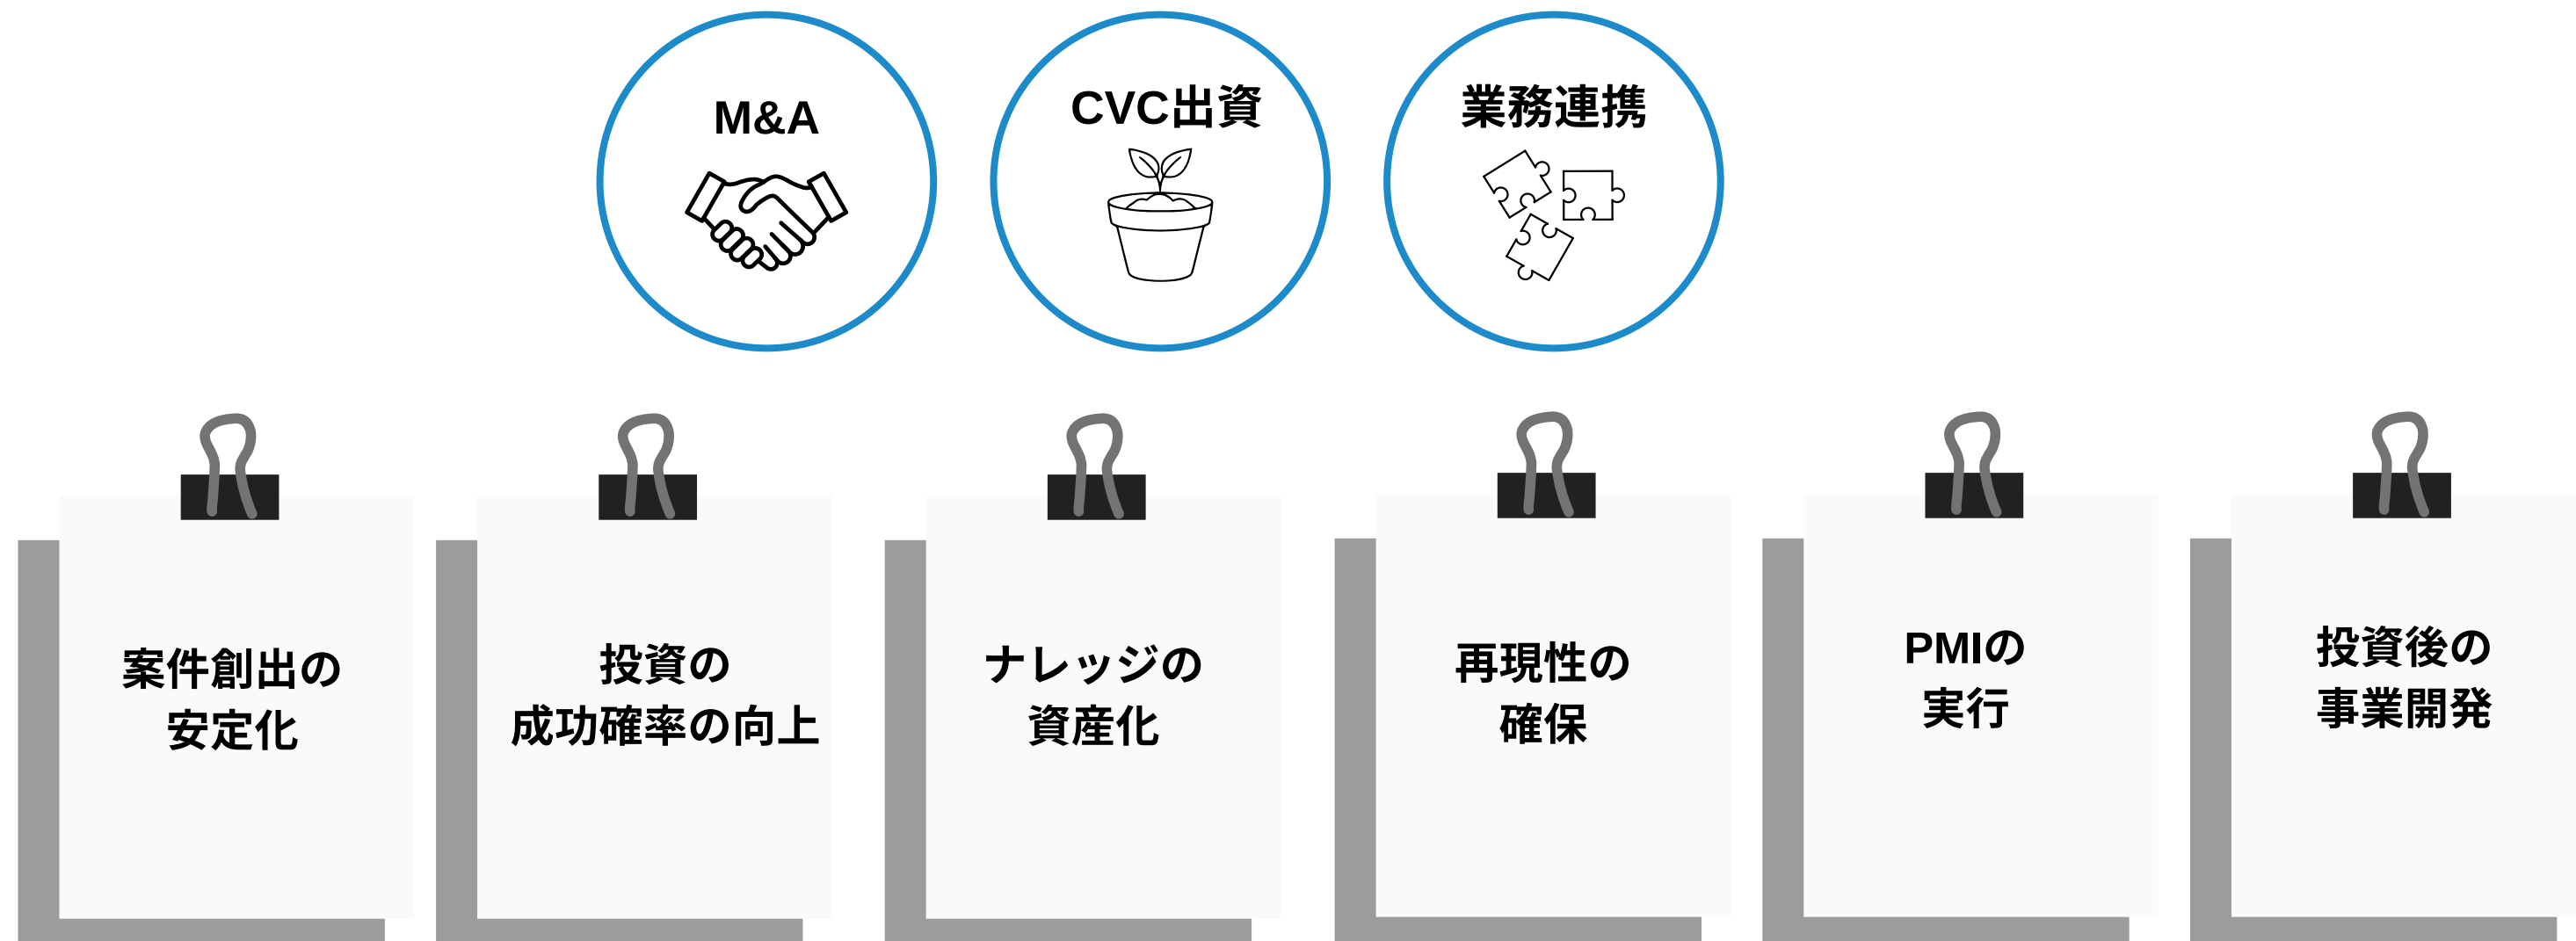 M&A
CVC出資
業務連携
案件創出の
安定化
投資の
成功確率の向上
ナレッジの
資産化
再現性の
確保
PMIの
実行
投資後の
事業開発